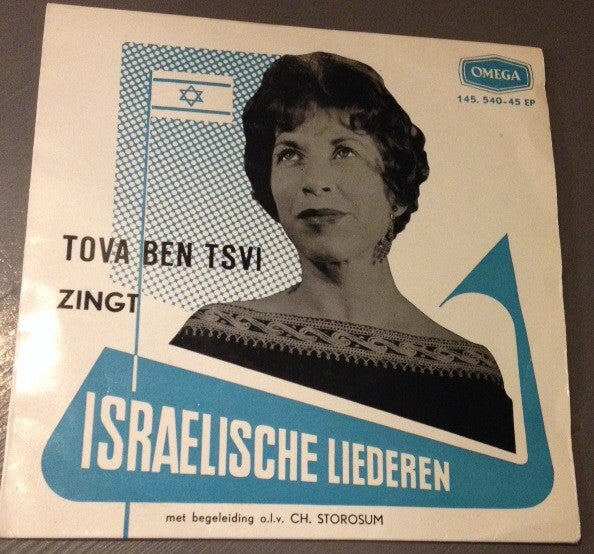 OMEGA
145. 540-45 EP
TOVA BEN TSVI
ZINGT
ISRAELISCHE LIEDEREN
met begeleiding o.l.v. CH. STOROSUM